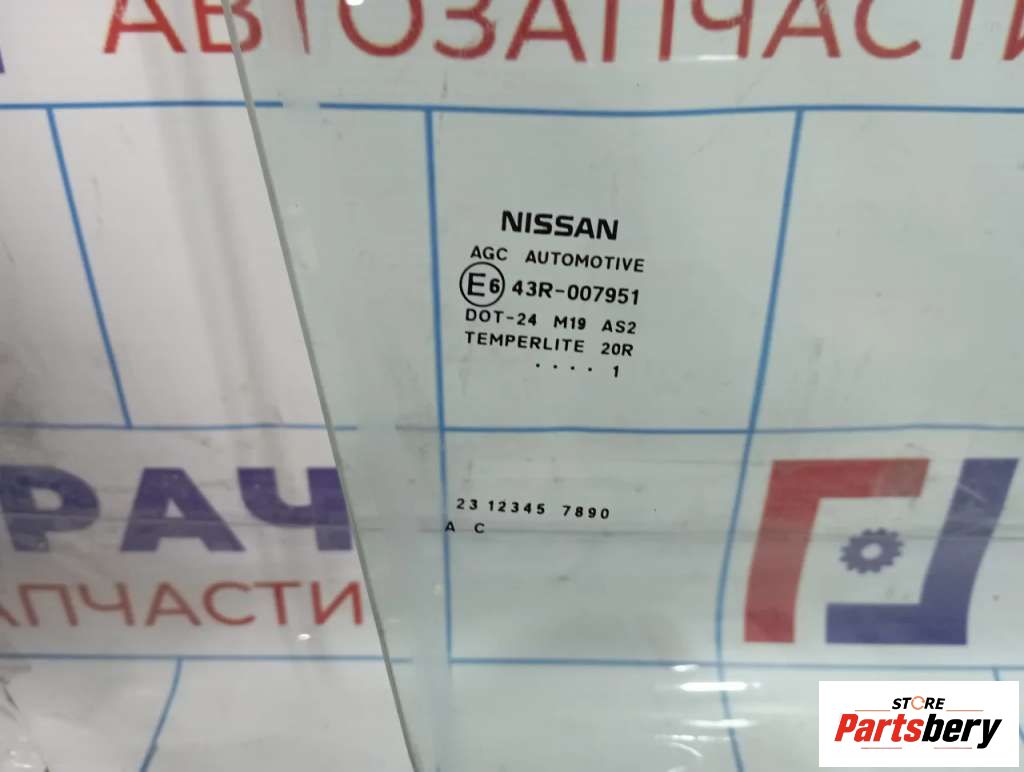 АВТОЗАПЧАСТИ
NISSAN
AGC AUTOMOTIVE
E6 43R-007951
DOT-24 M19 AS2
TEMPERLITE 20R
. . . . 1
РАЧ
23 12345 7890
A C
АПЧАСТИ
STORE
Partsbery